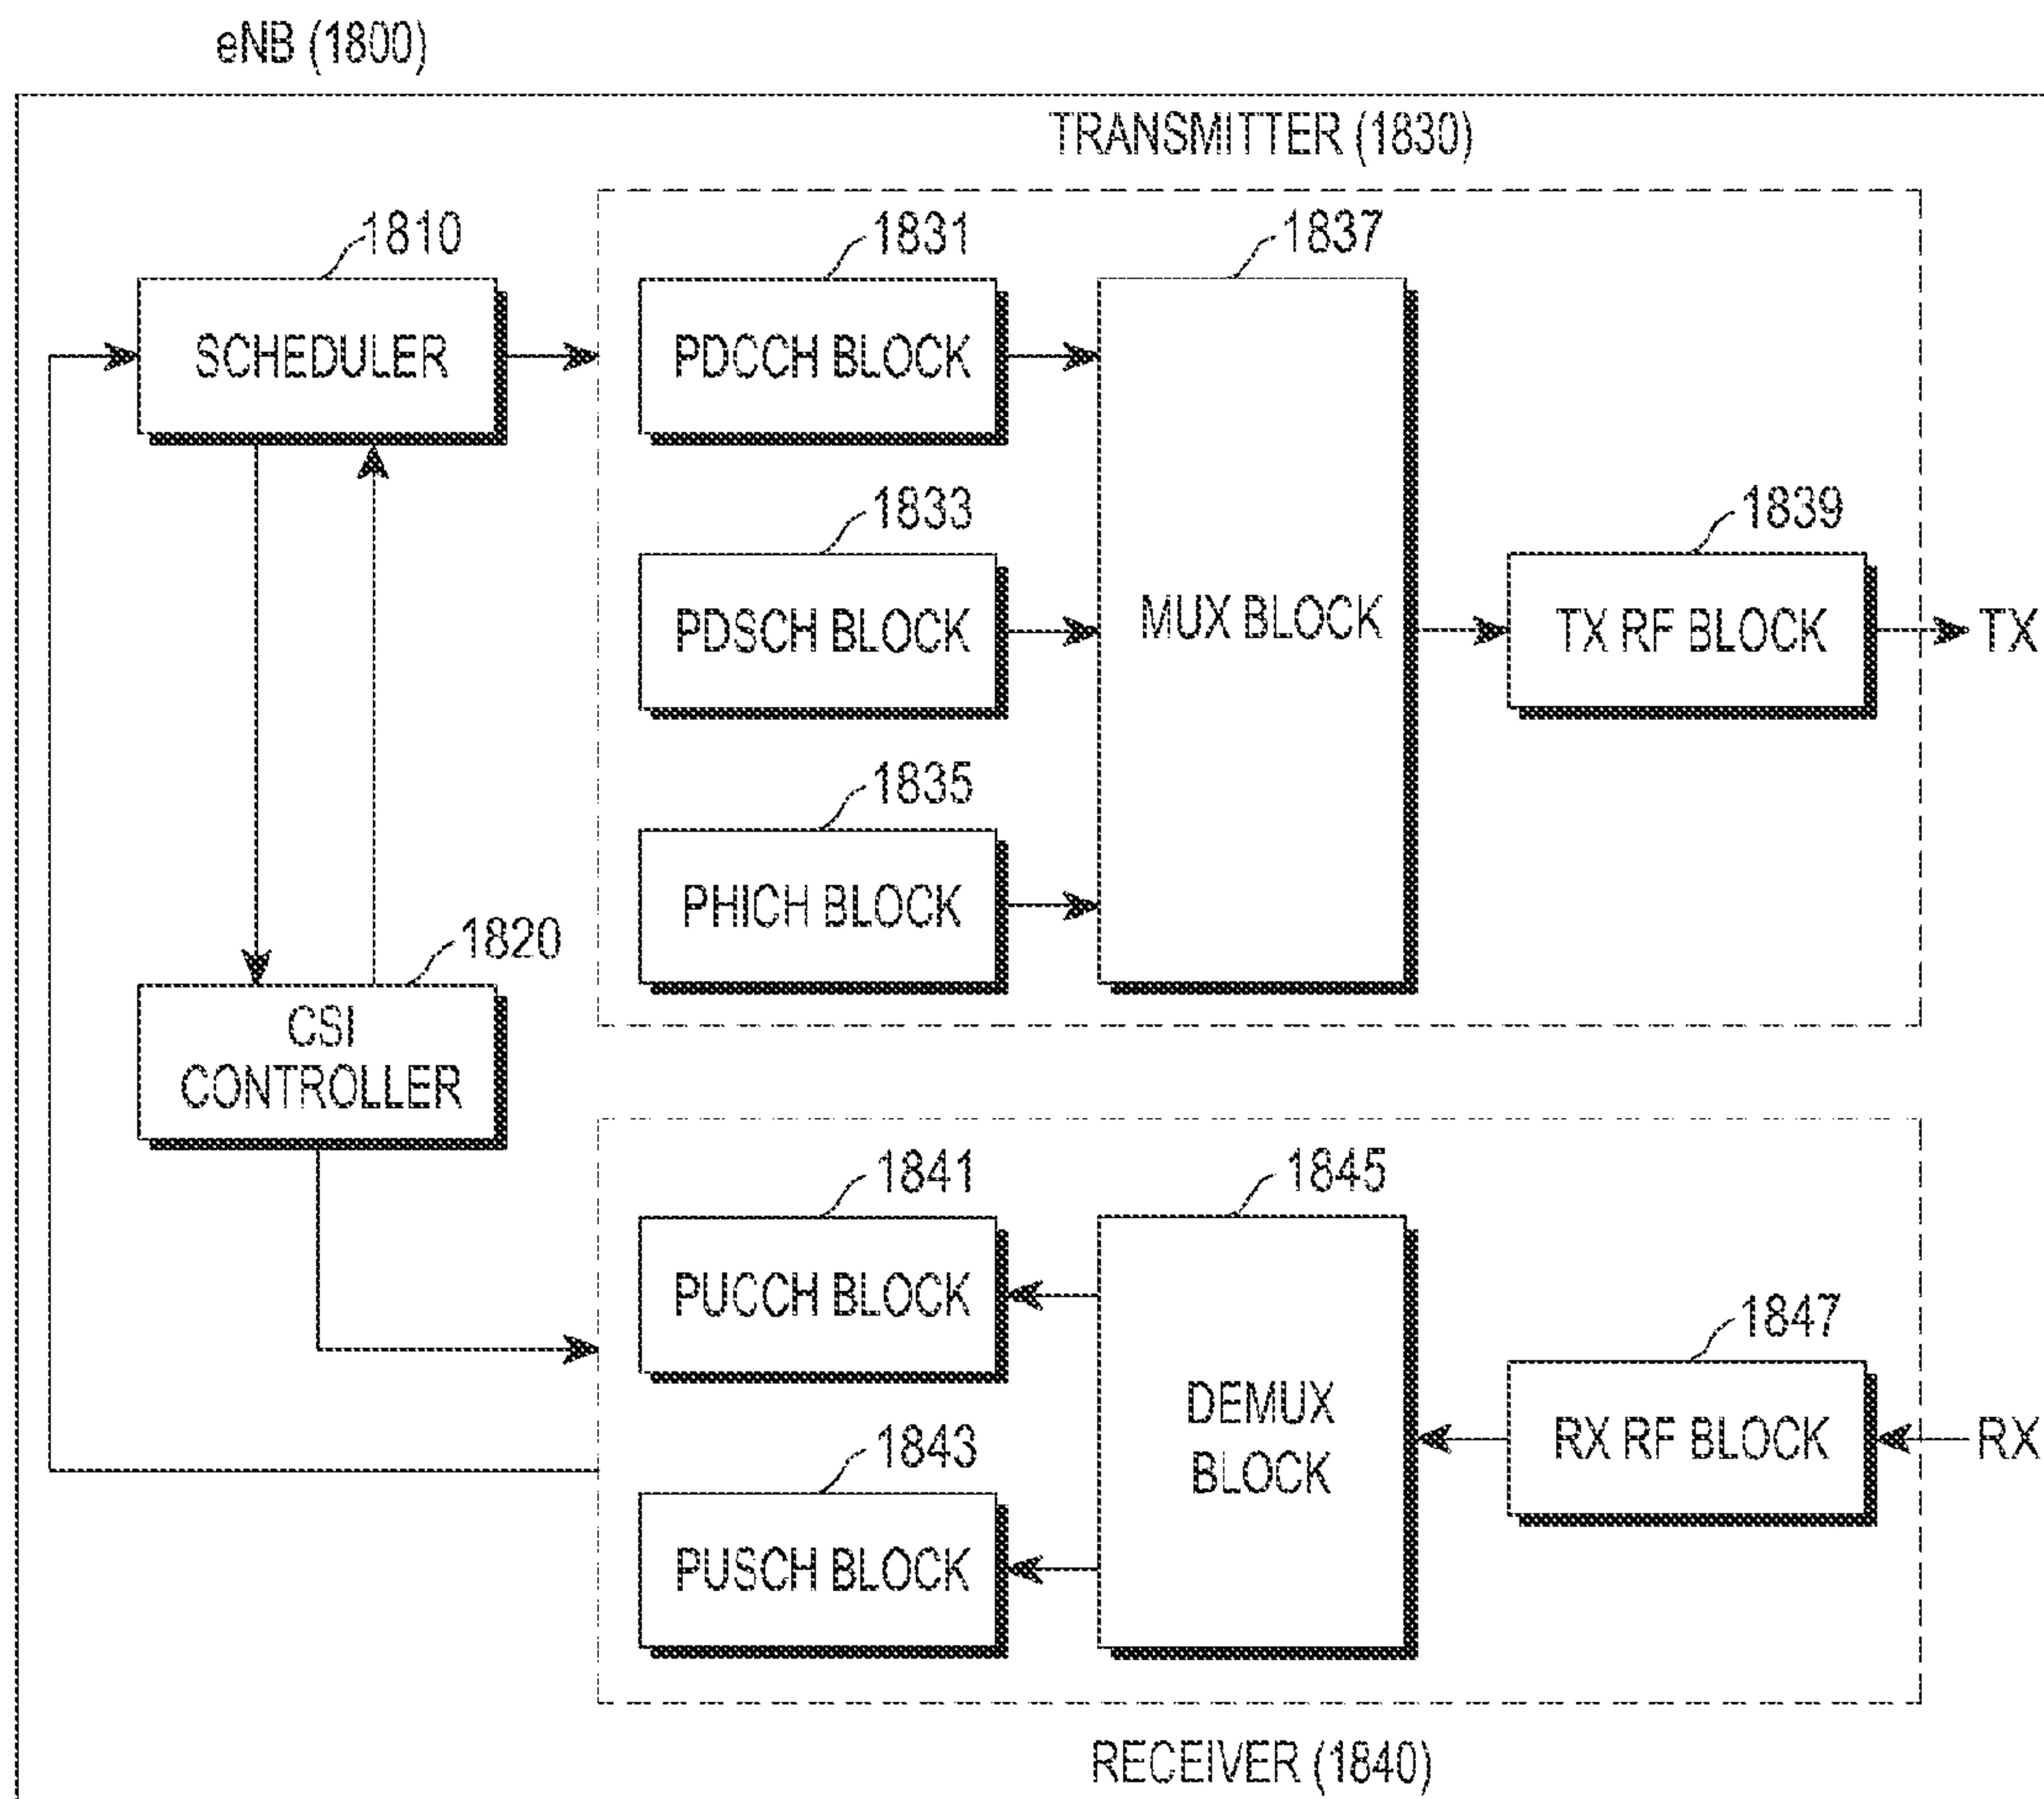 eNB (1800)
TRANSMITTER (1830)
1810
1831
1837
SCHEDULER
PDCCH BLOCK
1833
1839
PDSCH BLOCK
MUX BLOCK
TX RF BLOCK
TX
1835
PHICH BLOCK
1820
CSI
CONTROLLER
1841
1845
PUCCH BLOCK
1847
DEMUX
BLOCK
RX RF BLOCK
RX
1843
PUSCH BLOCK
RECEIVER (1840)